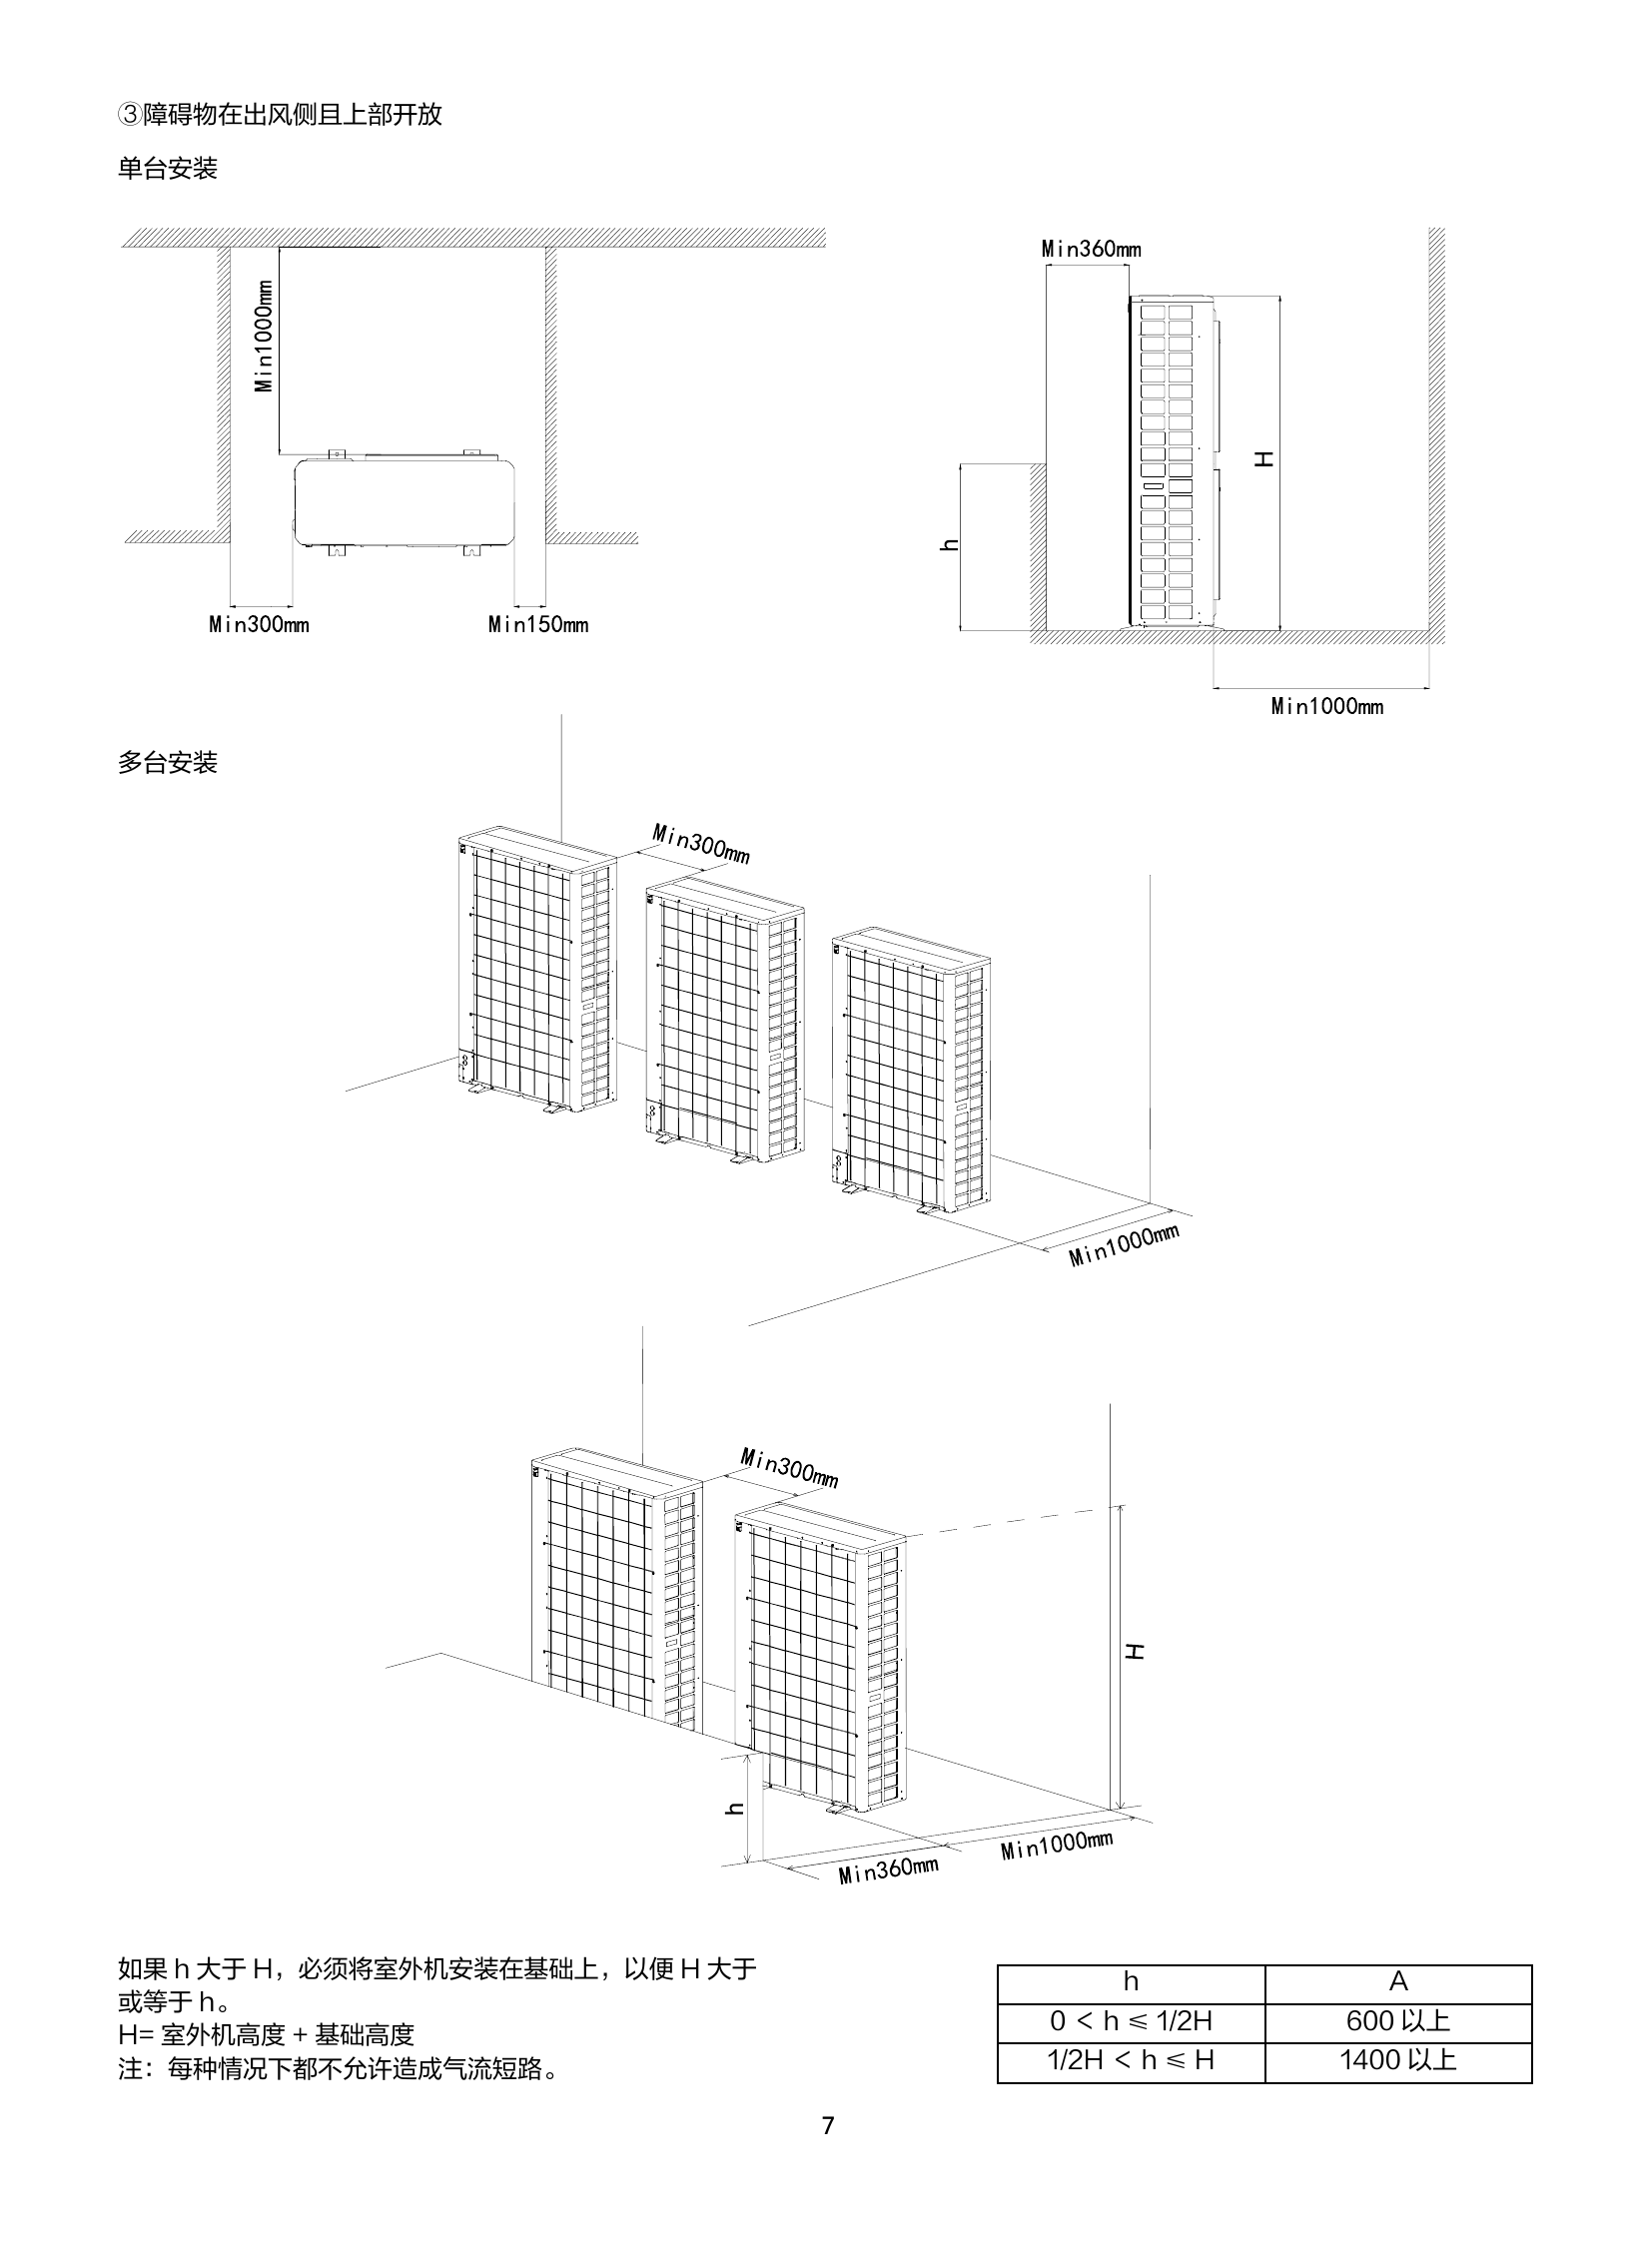 ③障碍物在出风侧且上部开放
单台安装
Min1000mm
Min300mm
Min150mm
Min360mm
H
h
Min1000mm
多台安装
Min300mm
Min1000mm
Min300mm
H
h
Min360mm
Min1000mm
如果 h 大于 H，必须将室外机安装在基础上，以便 H 大于
或等于 h。
H= 室外机高度 + 基础高度
注：每种情况下都不允许造成气流短路。
h A
0 < h ≤ 1/2H 600 以上
1/2H < h ≤ H 1400 以上
7